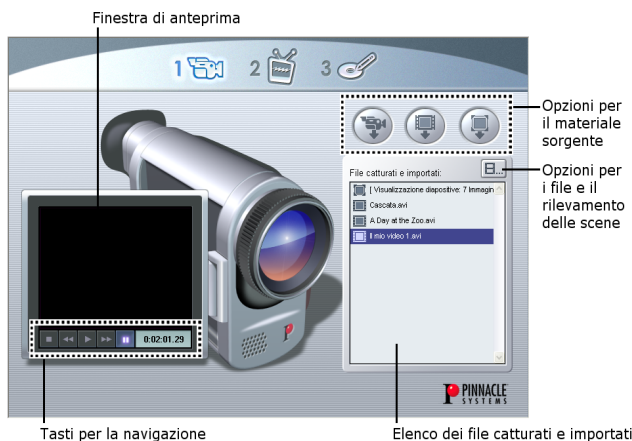 Finestra di anteprima
1
2
3
Opzioni per
il materiale
sorgente
File catturati e importati:
Opzioni per
i file e il
rilevamento
delle scene
[ Visualizzazione diapositive: 7 Immagin
Cascata.avi
A Day at the Zoo.avi
Il mio video 1.avi
0:02:01.29
PINNACLE
SYSTEMS
Tasti per la navigazione
Elenco dei file catturati e importati